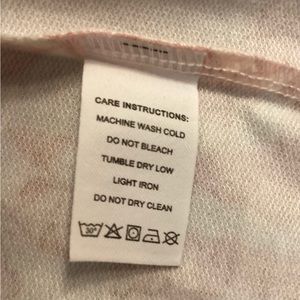 CARE INSTRUCTIONS:
MACHINE WASH COLD
DO NOT BLEACH
TUMBLE DRY LOW
LIGHT IRON
DO NOT DRY CLEAN
30°